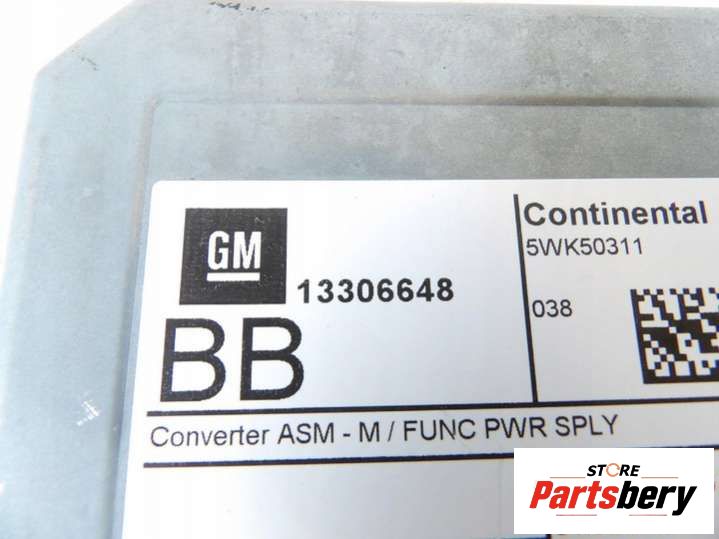 GM
13306648
BB
Continental
5WK50311
038
Converter ASM - M / FUNC PWR SPLY
STORE
Partsbery